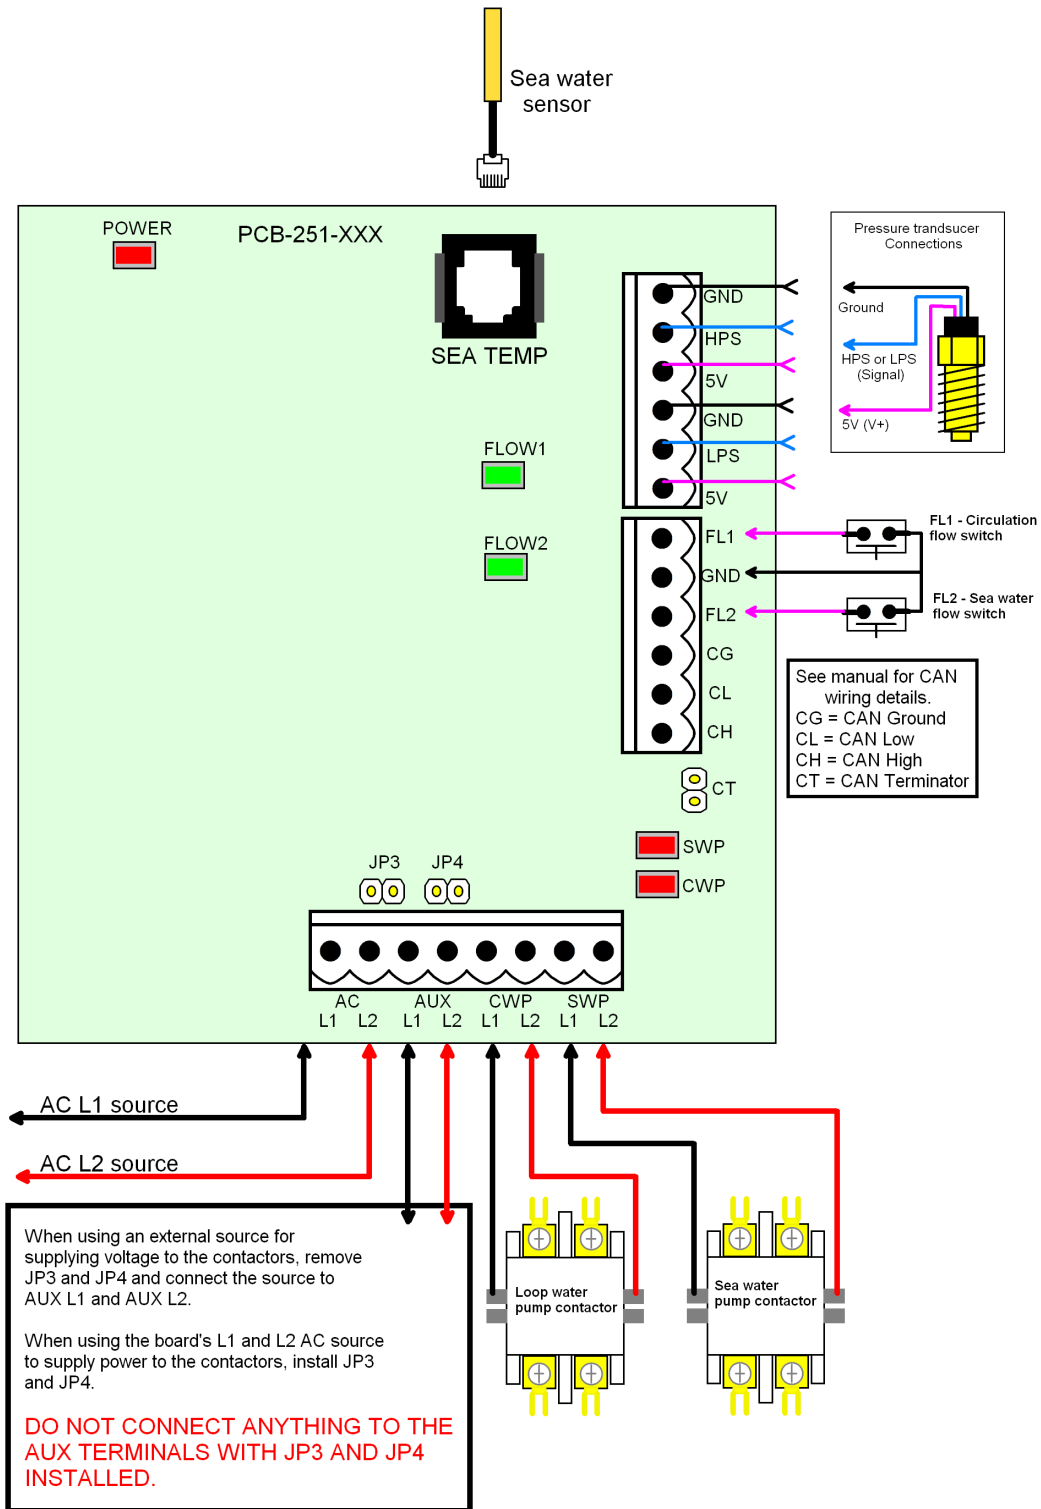 Sea water
sensor
POWER
PCB-251-XXX
SEA TEMP
Pressure trandsucer
Connections
Ground
HPS or LPS
(Signal)
5V (V+)
GND
HPS
5V
GND
LPS
5V
FLOW1
FLOW2
FL1
GND
FL2
CG
CL
CH
FL1 - Circulation
flow switch
FL2 - Sea water
flow switch
See manual for CAN
wiring details.
CG = CAN Ground
CL = CAN Low
CH = CAN High
CT = CAN Terminator
CT
SWP
CWP
JP3 JP4
AC AUX CWP SWP
L1 L2 L1 L2 L1 L2 L1 L2
AC L1 source
AC L2 source
When using an external source for
supplying voltage to the contactors, remove
JP3 and JP4 and connect the source to
AUX L1 and AUX L2.
When using the board's L1 and L2 AC source
to supply power to the contactors, install JP3
and JP4.
DO NOT CONNECT ANYTHING TO THE
AUX TERMINALS WITH JP3 AND JP4
INSTALLED.
Loop water
pump contactor
Sea water
pump contactor